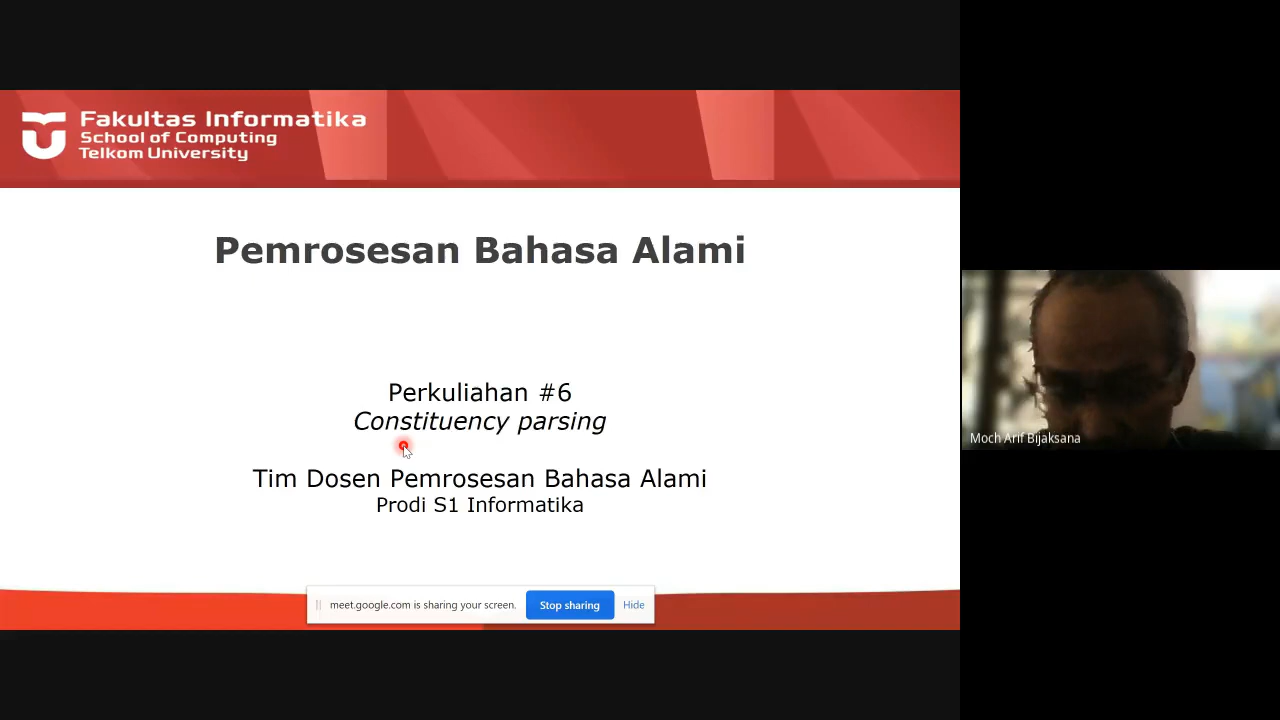 Fakultas Informatika
School of Computing
Telkom University
Pemrosesan Bahasa Alami
Perkuliahan #6
Constituency parsing
Tim Dosen Pemrosesan Bahasa Alami
Prodi S1 Informatika
meet.google.com is sharing your screen. Stop sharing Hide
Moch Arif Bijaksana